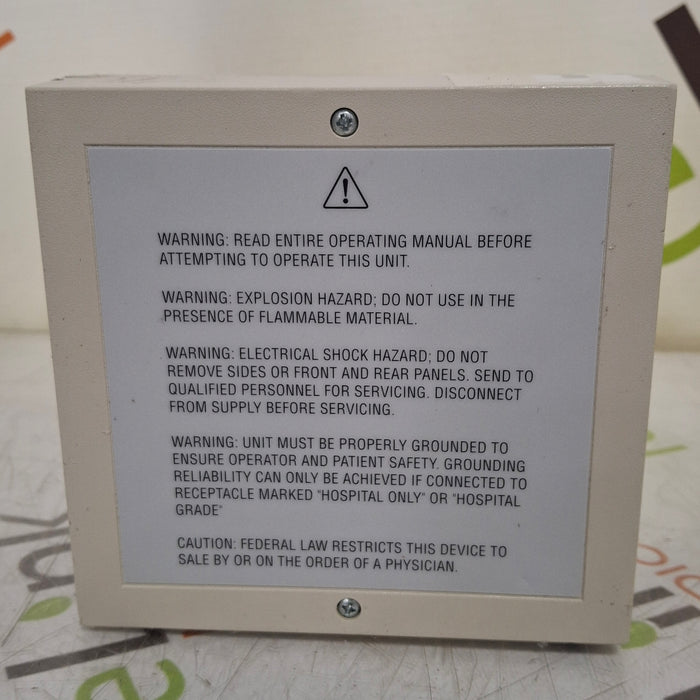 WARNING: READ ENTIRE OPERATING MANUAL BEFORE
ATTEMPTING TO OPERATE THIS UNIT.
WARNING: EXPLOSION HAZARD; DO NOT USE IN THE
PRESENCE OF FLAMMABLE MATERIAL.
WARNING: ELECTRICAL SHOCK HAZARD; DO NOT
REMOVE SIDES OR FRONT AND REAR PANELS. SEND TO
QUALIFIED PERSONNEL FOR SERVICING. DISCONNECT
FROM SUPPLY BEFORE SERVICING.
WARNING: UNIT MUST BE PROPERLY GROUNDED TO
ENSURE OPERATOR AND PATIENT SAFETY. GROUNDING
RELIABILITY CAN ONLY BE ACHIEVED IF CONNECTED TO
RECEPTACLE MARKED "HOSPITAL ONLY" OR "HOSPITAL
GRADE"
CAUTION: FEDERAL LAW RESTRICTS THIS DEVICE TO
SALE BY OR ON THE ORDER OF A PHYSICIAN.